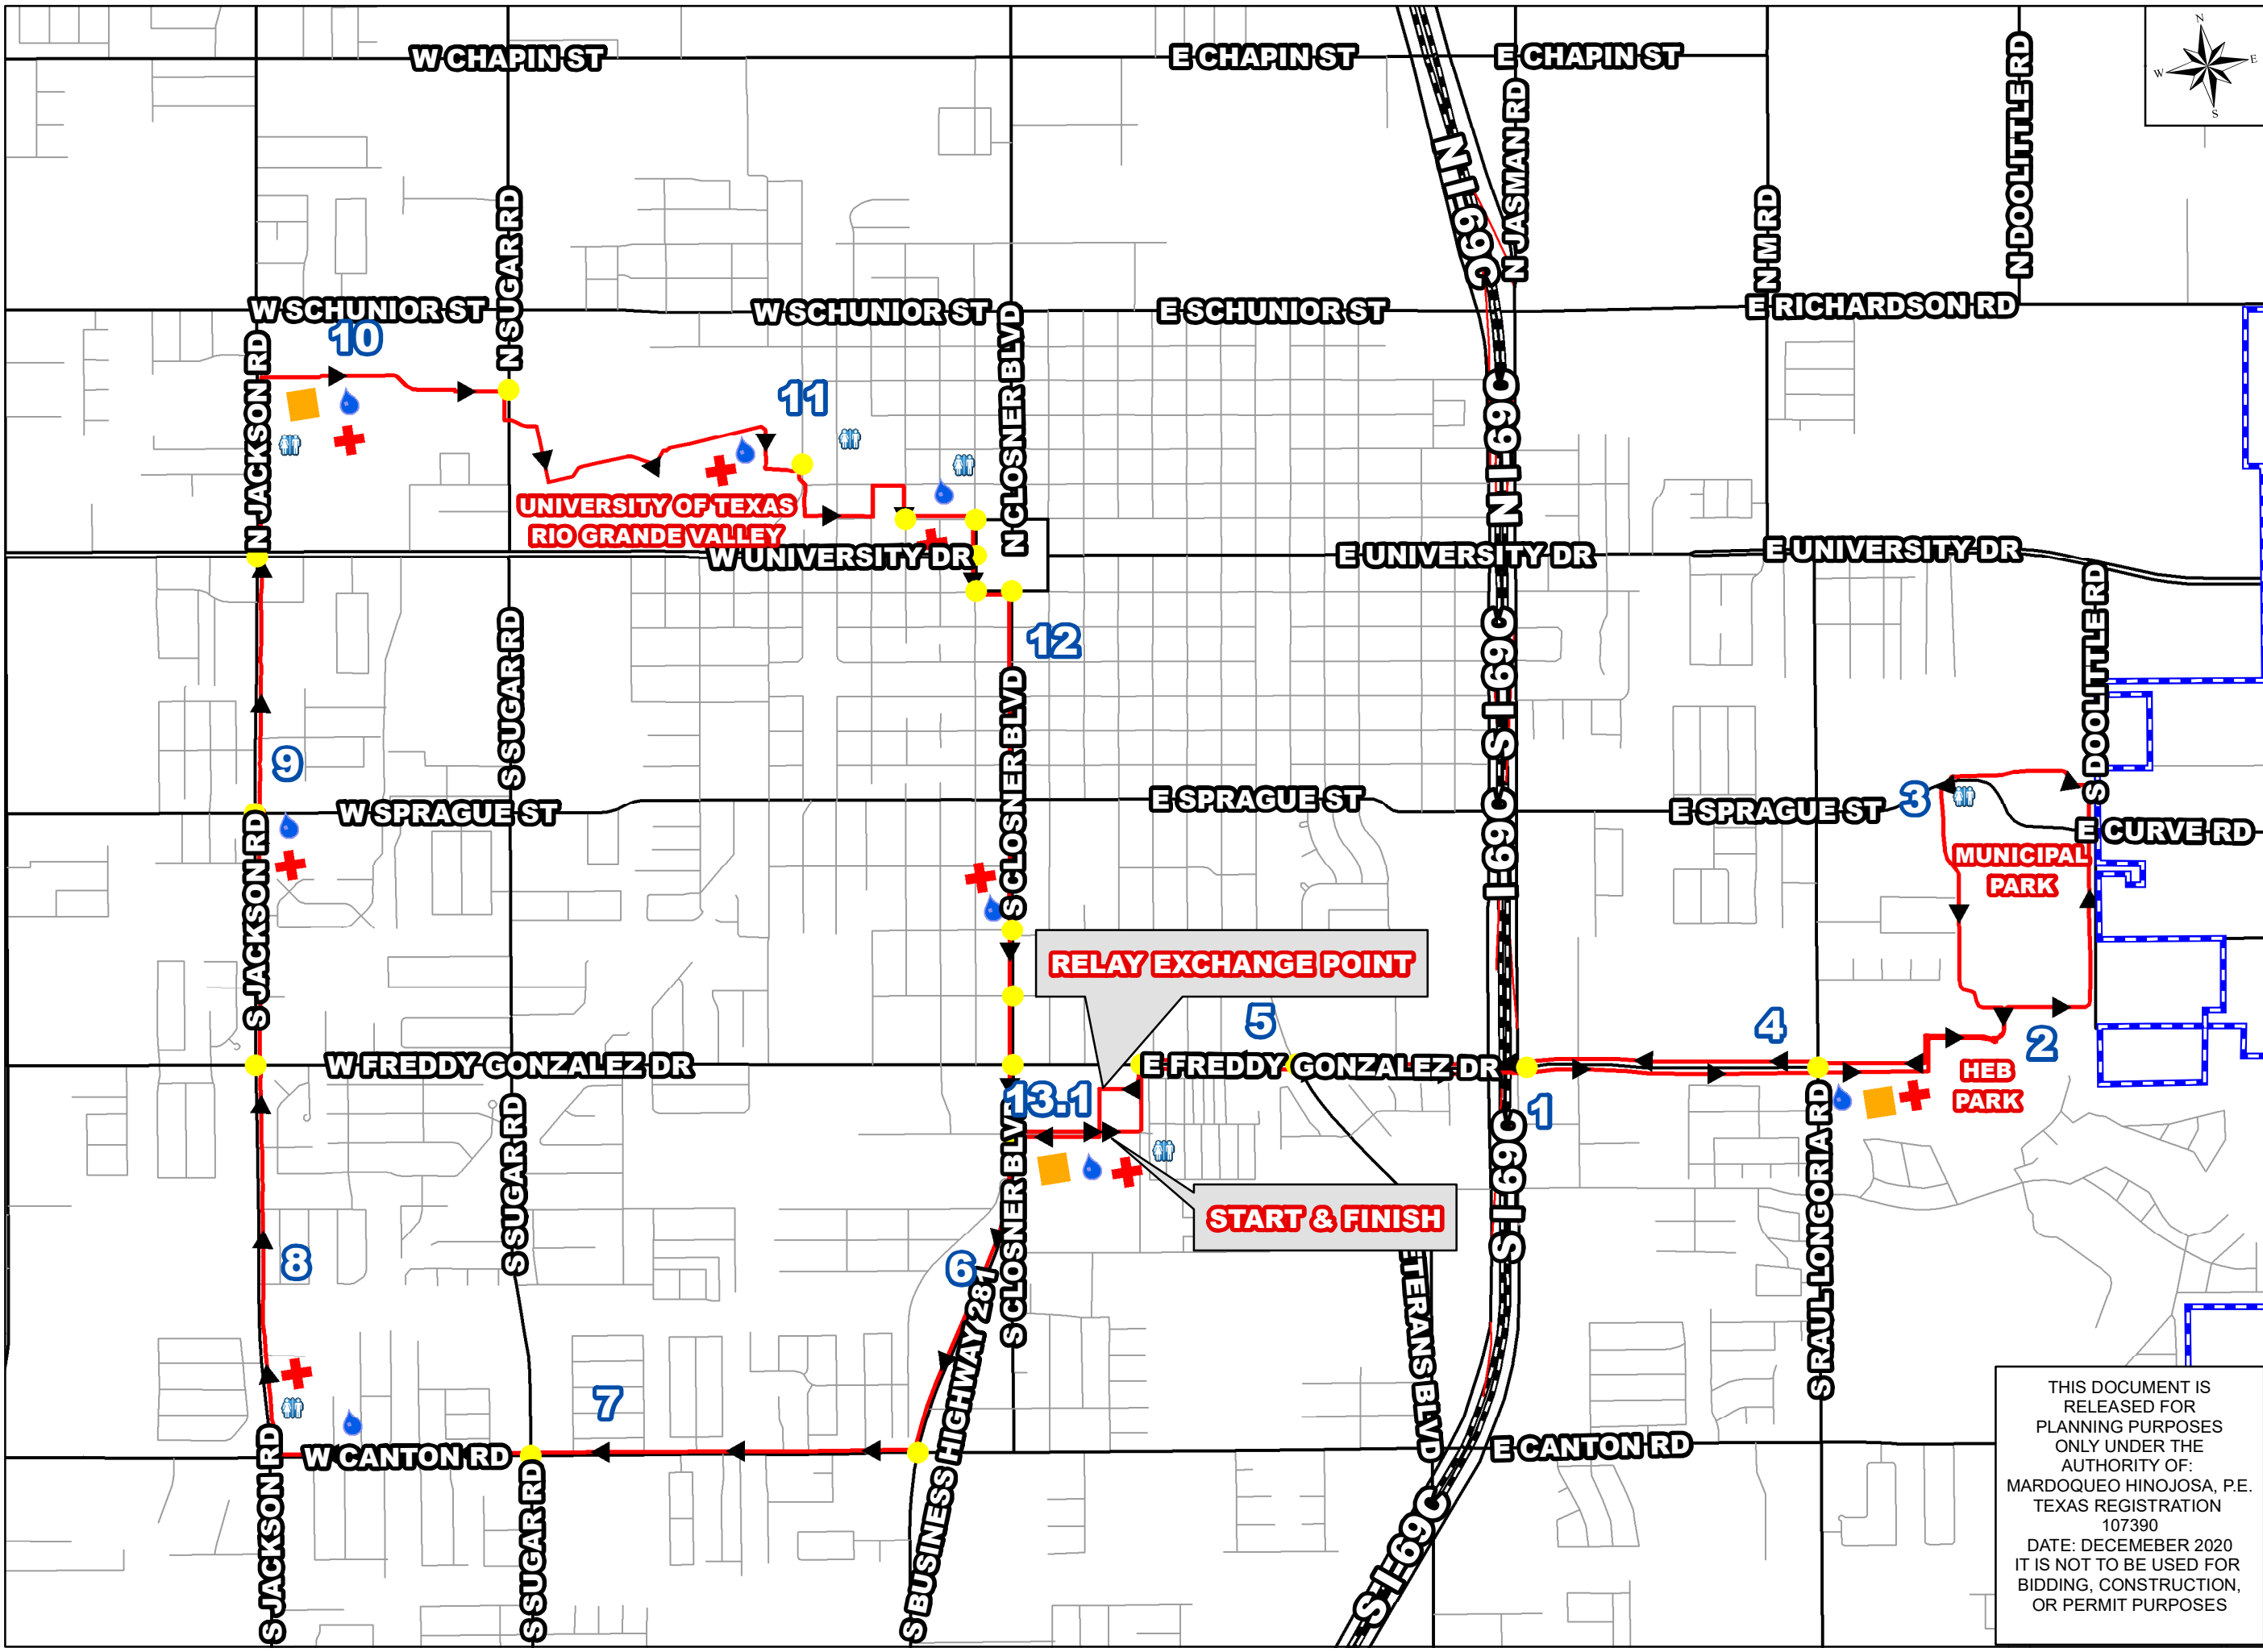 N
W E
S
W CHAPIN ST
E CHAPIN ST
E CHAPIN ST
N I-69C
N JASMAN RD
N DOOLITTLE RD
N SUGAR RD
N M RD
W SCHUNIOR ST
W SCHUNIOR ST
E SCHUNIOR ST
E RICHARDSON RD
10
N JACKSON RD
N CLOSNER BLVD
11
N I-69C
UNIVERSITY OF TEXAS
RIO GRANDE VALLEY
W UNIVERSITY DR
E UNIVERSITY DR
E UNIVERSITY DR
S DOOLITTLE RD
S SUGAR RD
12
S I-69C
S CLOSNER BLVD
9
W SPRAGUE ST
E SPRAGUE ST
E SPRAGUE ST
3
E CURVE RD
S JACKSON RD
I-69C
MUNICIPAL
PARK
RELAY EXCHANGE POINT
5
4
2
W FREDDY GONZALEZ DR
E FREDDY GONZALEZ DR
HEB
PARK
13.1
1
S SUGAR RD
S CLOSNER BLVD
S I-69C
S RAUL LONGORIA RD
START & FINISH
8
6
S BUSINESS HIGHWAY 281
TERANS BLVD
7
W CANTON RD
E CANTON RD
S JACKSON RD
S SUGAR RD
S I-69C
THIS DOCUMENT IS
RELEASED FOR
PLANNING PURPOSES
ONLY UNDER THE
AUTHORITY OF:
MARDOQUEO HINOJOSA, P.E.
TEXAS REGISTRATION
107390
DATE: DECEMEBER 2020
IT IS NOT TO BE USED FOR
BIDDING, CONSTRUCTION,
OR PERMIT PURPOSES